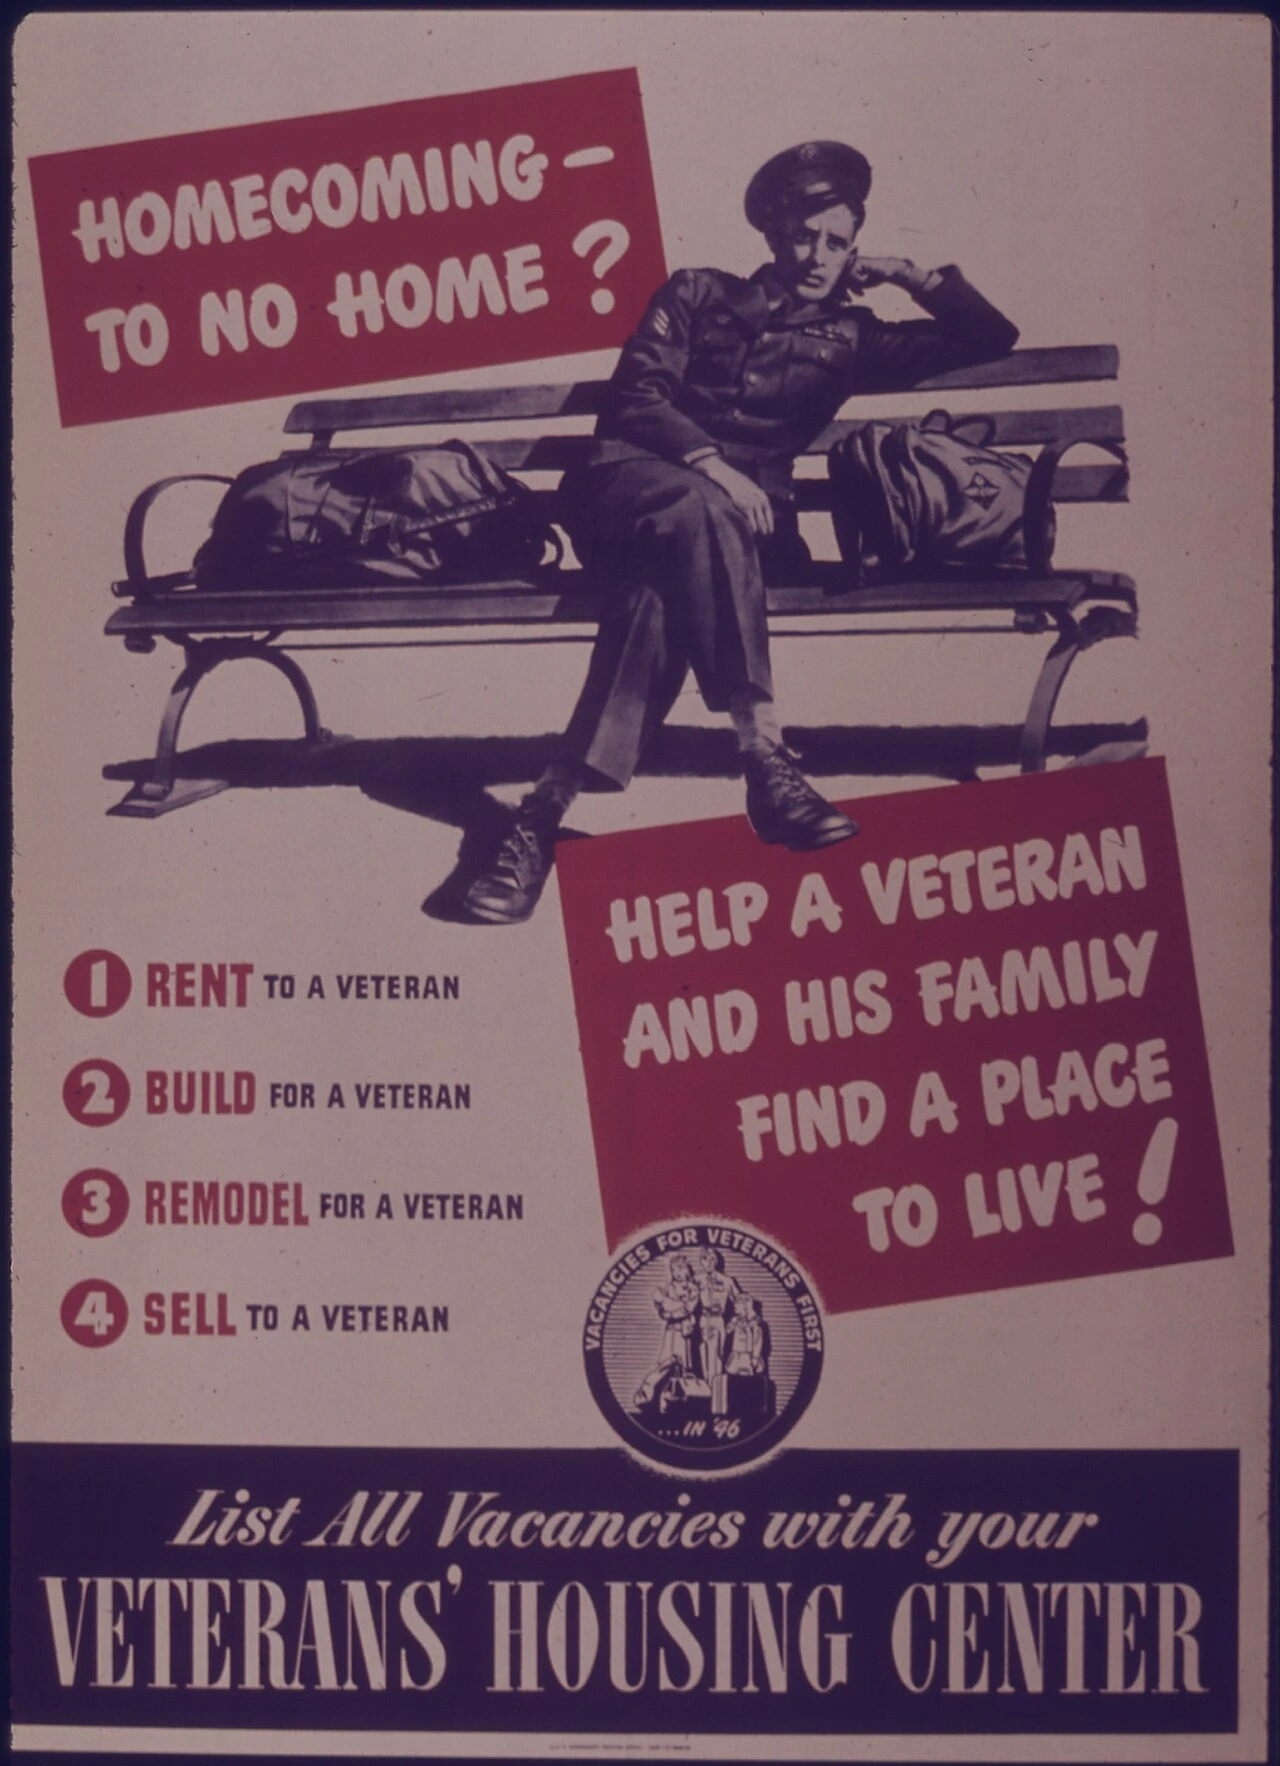 HOMECOMING—
TO NO HOME?
HELP A VETERAN
AND HIS FAMILY
FIND A PLACE
TO LIVE!
1 RENT TO A VETERAN
2 BUILD FOR A VETERAN
3 REMODEL FOR A VETERAN
4 SELL TO A VETERAN
VACANCIES FOR VETERANS FIRST
...IN '46
List All Vacancies with your
VETERANS' HOUSING CENTER